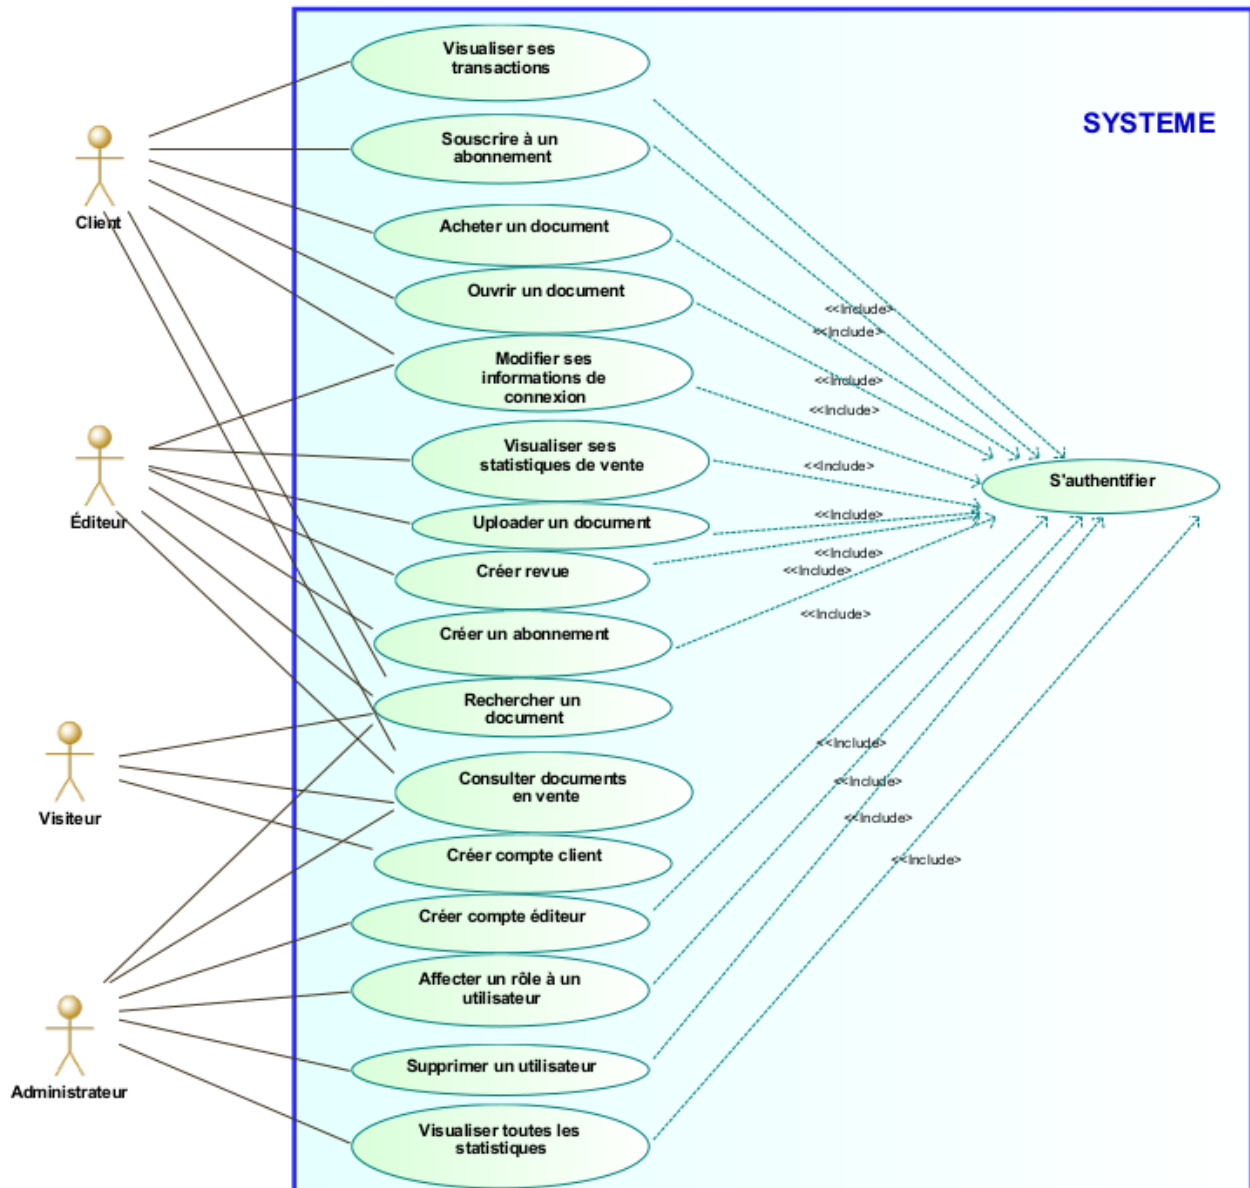 Visualiser ses
transactions
SYSTEME
Souscrire à un
abonnement
Client
Acheter un document
Ouvrir un document
<<Include>
<<Include>
Modifier ses
informations de
connexion
<<Include>
<<Include>
Éditeur
Visualiser ses
statistiques de vente
<<Include>
S'authentifier
Uploader un document
<<Include>
Créer revue
<<Include>
<<Include>
Créer un abonnement
<<Include>
Rechercher un
document
Visiteur
<<Include>
Consulter documents
en vente
<<Include>
<<Include>
Créer compte client
<<Include>
Créer compte éditeur
Affecter un rôle à un
utilisateur
Administrateur
Supprimer un utilisateur
Visualiser toutes les
statistiques